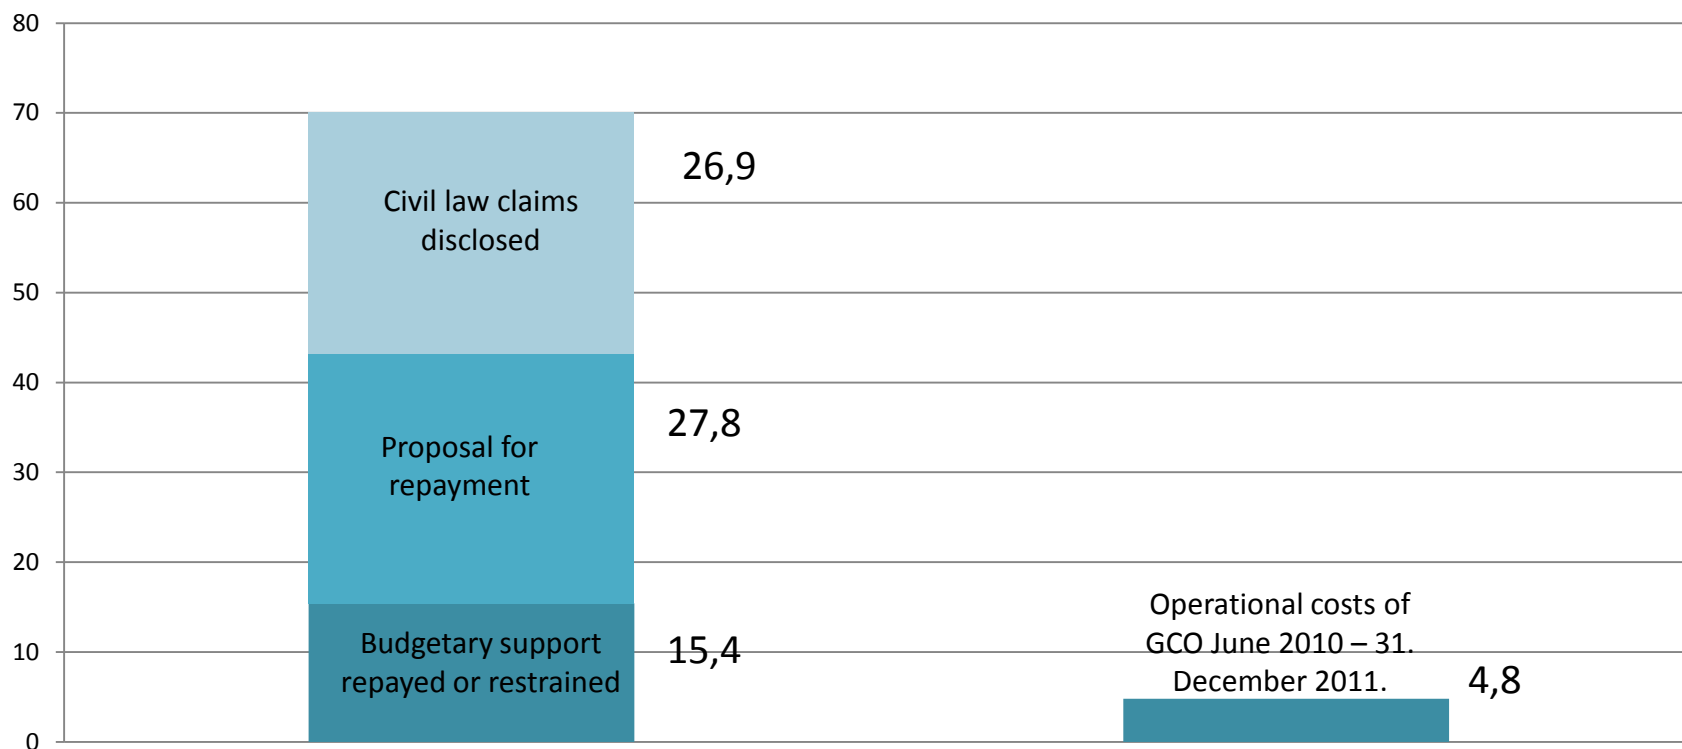 80
70
60
50
40
30
20
10
0
Civil law claims
disclosed
26,9
Proposal for
repayment
27,8
Budgetary support
repayed or restrained
15,4
Operational costs of
GCO June 2010 – 31.
December 2011.
4,8